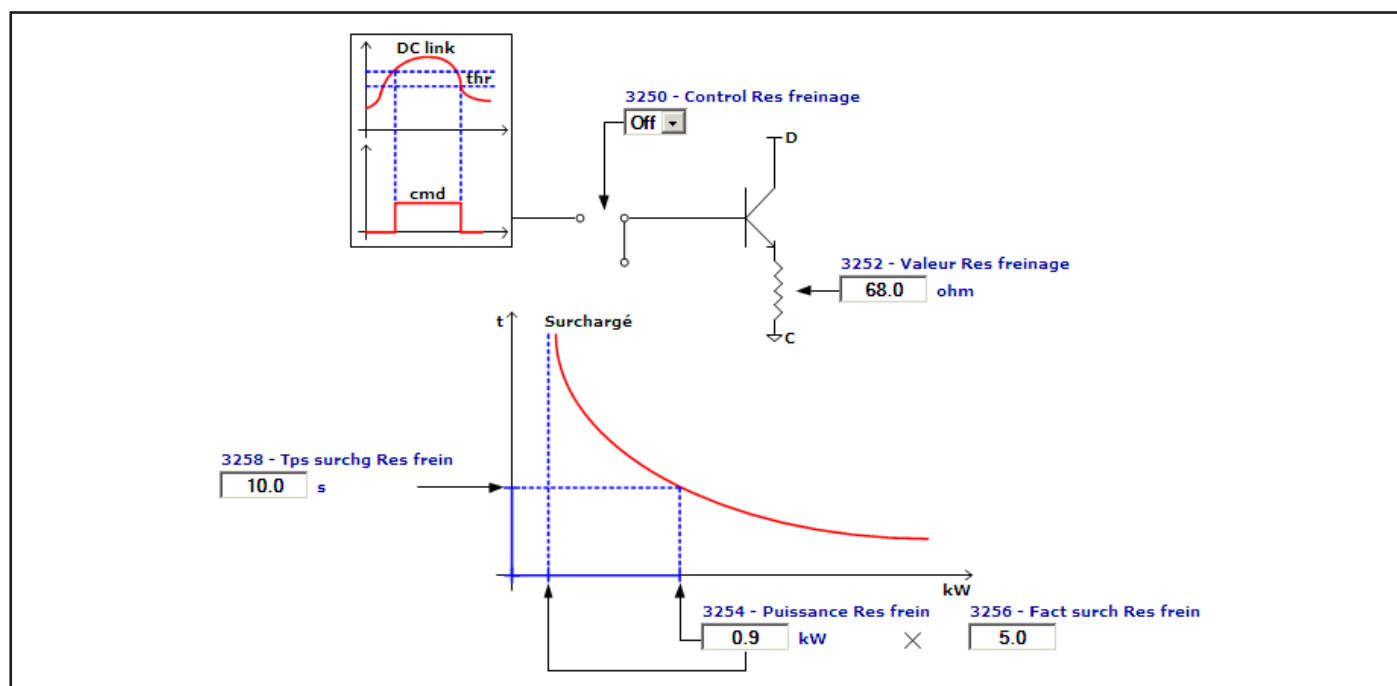 DC link
thr
cmd
3250 - Control Res freinage
Off
D
3252 - Valeur Res freinage
68.0 ohm
C
t
Surchargé
3258 - Tps surchg Res frein
10.0 s
kW
3254 - Puissance Res frein
0.9 kW
3256 - Fact surch Res frein
5.0